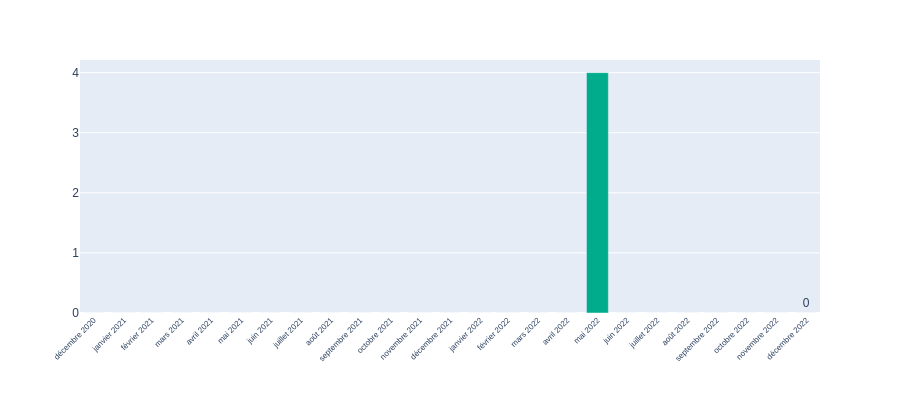 4
3
2
1
0
0
décembre 2020
janvier 2021
février 2021
mars 2021
avril 2021
mai 2021
juin 2021
juillet 2021
août 2021
septembre 2021
octobre 2021
novembre 2021
décembre 2021
janvier 2022
février 2022
mars 2022
avril 2022
mai 2022
juin 2022
juillet 2022
août 2022
septembre 2022
octobre 2022
novembre 2022
décembre 2022